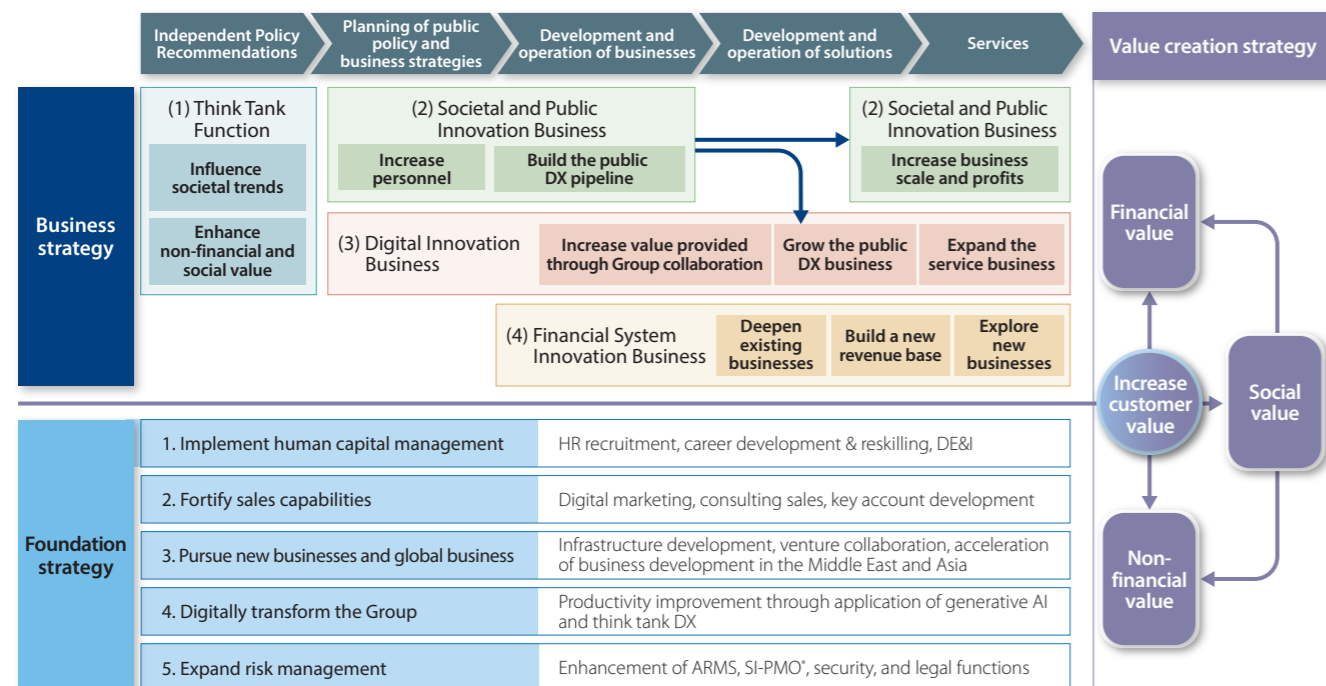 Independent Policy
Recommendations
Planning of public
policy and
business strategies
Development and
operation of businesses
Development and
operation of solutions
Services
Value creation strategy
Business
strategy
(1) Think Tank
Function
Influence
societal trends
Enhance
non-financial and
social value
(2) Societal and Public
Innovation Business
Increase
personnel
Build the public
DX pipeline
(2) Societal and Public
Innovation Business
Increase business
scale and profits
(3) Digital Innovation
Business
Increase value provided
through Group collaboration
Grow the public
DX business
Expand the
service business
(4) Financial System
Innovation Business
Deepen
existing
businesses
Build a new
revenue base
Explore
new
businesses
Financial
value
Increase
customer
value
Social
value
Non-
financial
value
Foundation
strategy
1. Implement human capital management
HR recruitment, career development & reskilling, DE&I
2. Fortify sales capabilities
Digital marketing, consulting sales, key account development
3. Pursue new businesses and global business
Infrastructure development, venture collaboration, acceleration
of business development in the Middle East and Asia
4. Digitally transform the Group
Productivity improvement through application of generative AI
and think tank DX
5. Expand risk management
Enhancement of ARMS, SI-PMO*, security, and legal functions